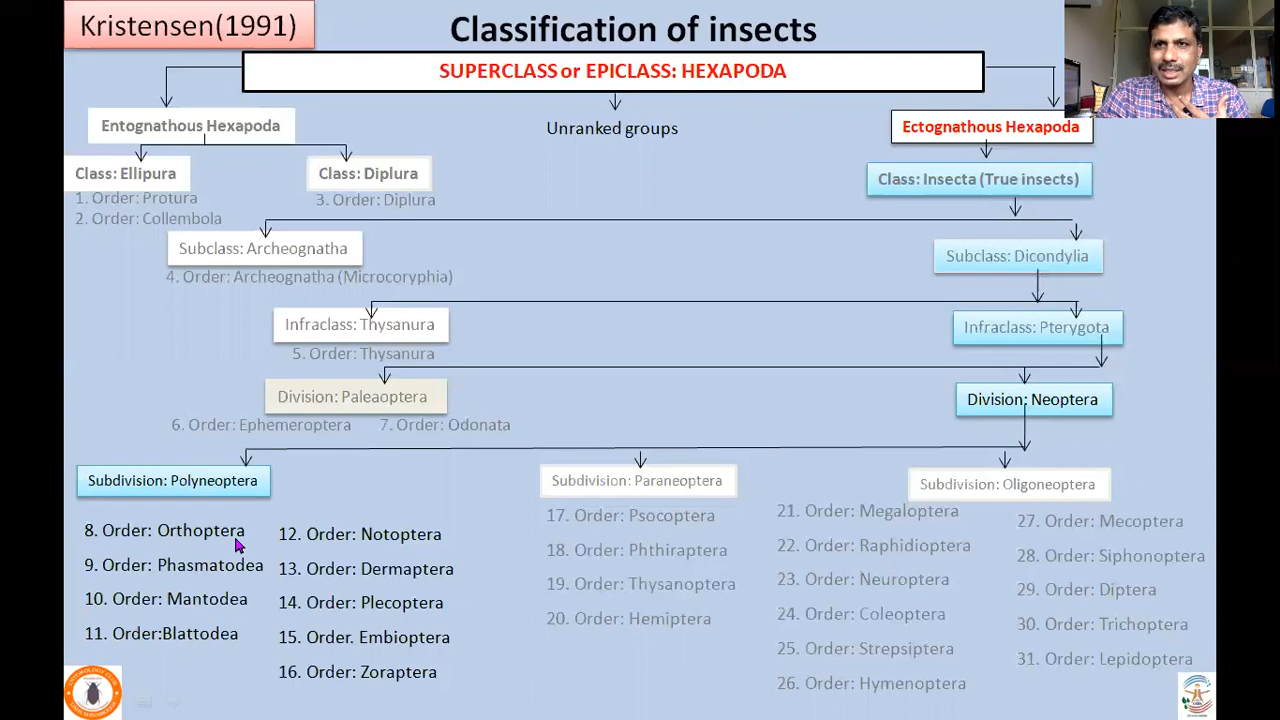 Kristensen(1991)
Classification of insects
SUPERCLASS or EPICLASS: HEXAPODA
Entognathous Hexapoda
Unranked groups
Ectognathous Hexapoda
Class: Ellipura
Class: Diplura
Class: Insecta (True insects)
1. Order: Protura
2. Order: Collembola
3. Order: Diplura
Subclass: Archeognatha
Subclass: Dicondylia
4. Order: Archeognatha (Microcoryphia)
Infraclass: Thysanura
Infraclass: Pterygota
5. Order: Thysanura
Division: Paleaoptera
Division: Neoptera
6. Order: Ephemeroptera
7. Order: Odonata
Subdivision: Polyneoptera
Subdivision: Paraneoptera
Subdivision: Oligoneoptera
8. Order: Orthoptera
9. Order: Phasmatodea
10. Order: Mantodea
11. Order:Blattodea
12. Order: Notoptera
13. Order: Dermaptera
14. Order: Plecoptera
15. Order. Embioptera
16. Order: Zoraptera
17. Order: Psocoptera
18. Order: Phthiraptera
19. Order: Thysanoptera
20. Order: Hemiptera
21. Order: Megaloptera
22. Order: Raphidioptera
23. Order: Neuroptera
24. Order: Coleoptera
25. Order: Strepsiptera
26. Order: Hymenoptera
27. Order: Mecoptera
28. Order: Siphonoptera
29. Order: Diptera
30. Order: Trichoptera
31. Order: Lepidoptera